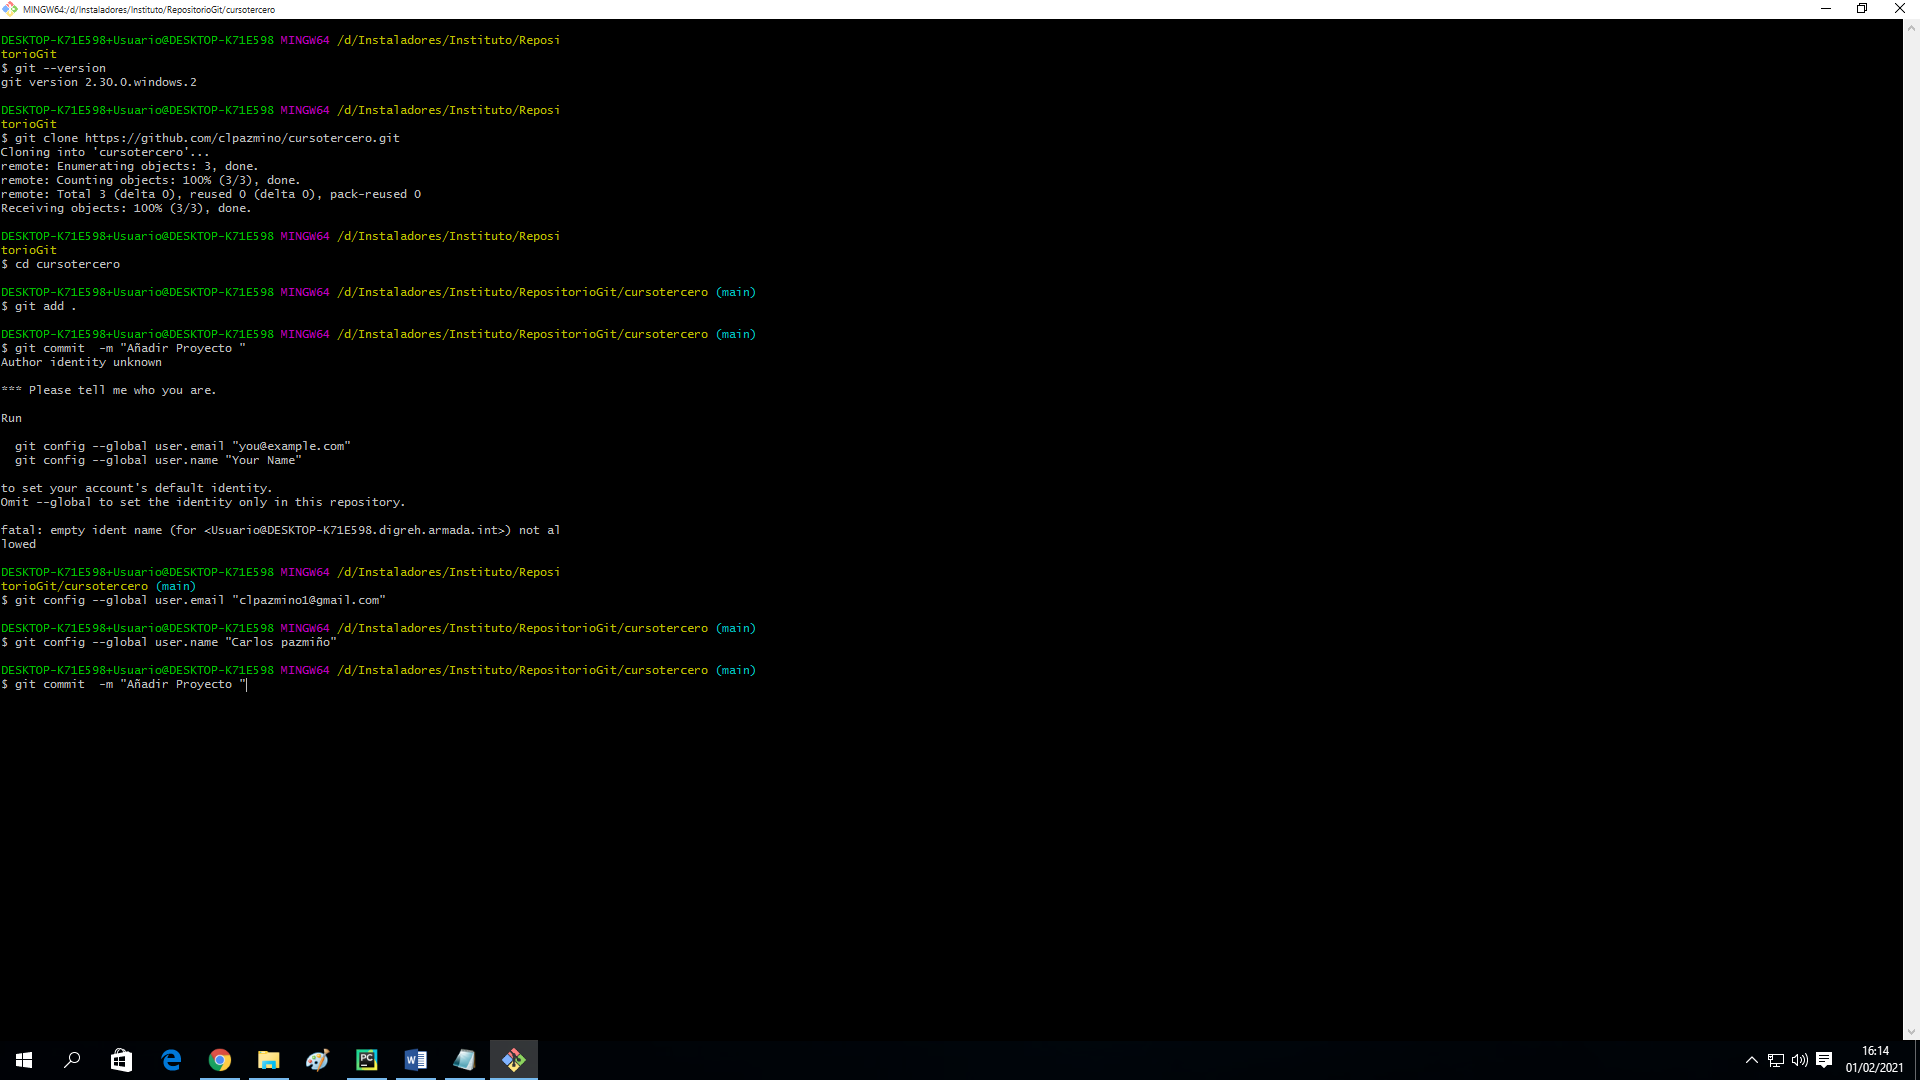 MINGW64:/d/Instaladores/Instituto/RepositorioGit/cursotercero
DESKTOP-K71E598+Usuario@DESKTOP-K71E598 MINGW64 /d/Instaladores/Instituto/Reposi
torioGit
$ git --version
git version 2.30.0.windows.2
DESKTOP-K71E598+Usuario@DESKTOP-K71E598 MINGW64 /d/Instaladores/Instituto/Reposi
torioGit
$ git clone https://github.com/clpazmino/cursotercero.git
Cloning into 'cursotercero'...
remote: Enumerating objects: 3, done.
remote: Counting objects: 100% (3/3), done.
remote: Total 3 (delta 0), reused 0 (delta 0), pack-reused 0
Receiving objects: 100% (3/3), done.
DESKTOP-K71E598+Usuario@DESKTOP-K71E598 MINGW64 /d/Instaladores/Instituto/Reposi
torioGit
$ cd cursotercero
DESKTOP-K71E598+Usuario@DESKTOP-K71E598 MINGW64 /d/Instaladores/Instituto/RepositorioGit/cursotercero (main)
$ git add .
DESKTOP-K71E598+Usuario@DESKTOP-K71E598 MINGW64 /d/Instaladores/Instituto/RepositorioGit/cursotercero (main)
$ git commit  -m "Añadir Proyecto "
Author identity unknown
*** Please tell me who you are.
Run
  git config --global user.email "you@example.com"
  git config --global user.name "Your Name"
to set your account's default identity.
Omit --global to set the identity only in this repository.
fatal: empty ident name (for <Usuario@DESKTOP-K71E598.digreh.armada.int>) not al
lowed
DESKTOP-K71E598+Usuario@DESKTOP-K71E598 MINGW64 /d/Instaladores/Instituto/Reposi
torioGit/cursotercero (main)
$ git config --global user.email "clpazmino1@gmail.com"
DESKTOP-K71E598+Usuario@DESKTOP-K71E598 MINGW64 /d/Instaladores/Instituto/RepositorioGit/cursotercero (main)
$ git config --global user.name "Carlos pazmiño"
DESKTOP-K71E598+Usuario@DESKTOP-K71E598 MINGW64 /d/Instaladores/Instituto/RepositorioGit/cursotercero (main)
$ git commit  -m "Añadir Proyecto "
PC
W
16:14
01/02/2021